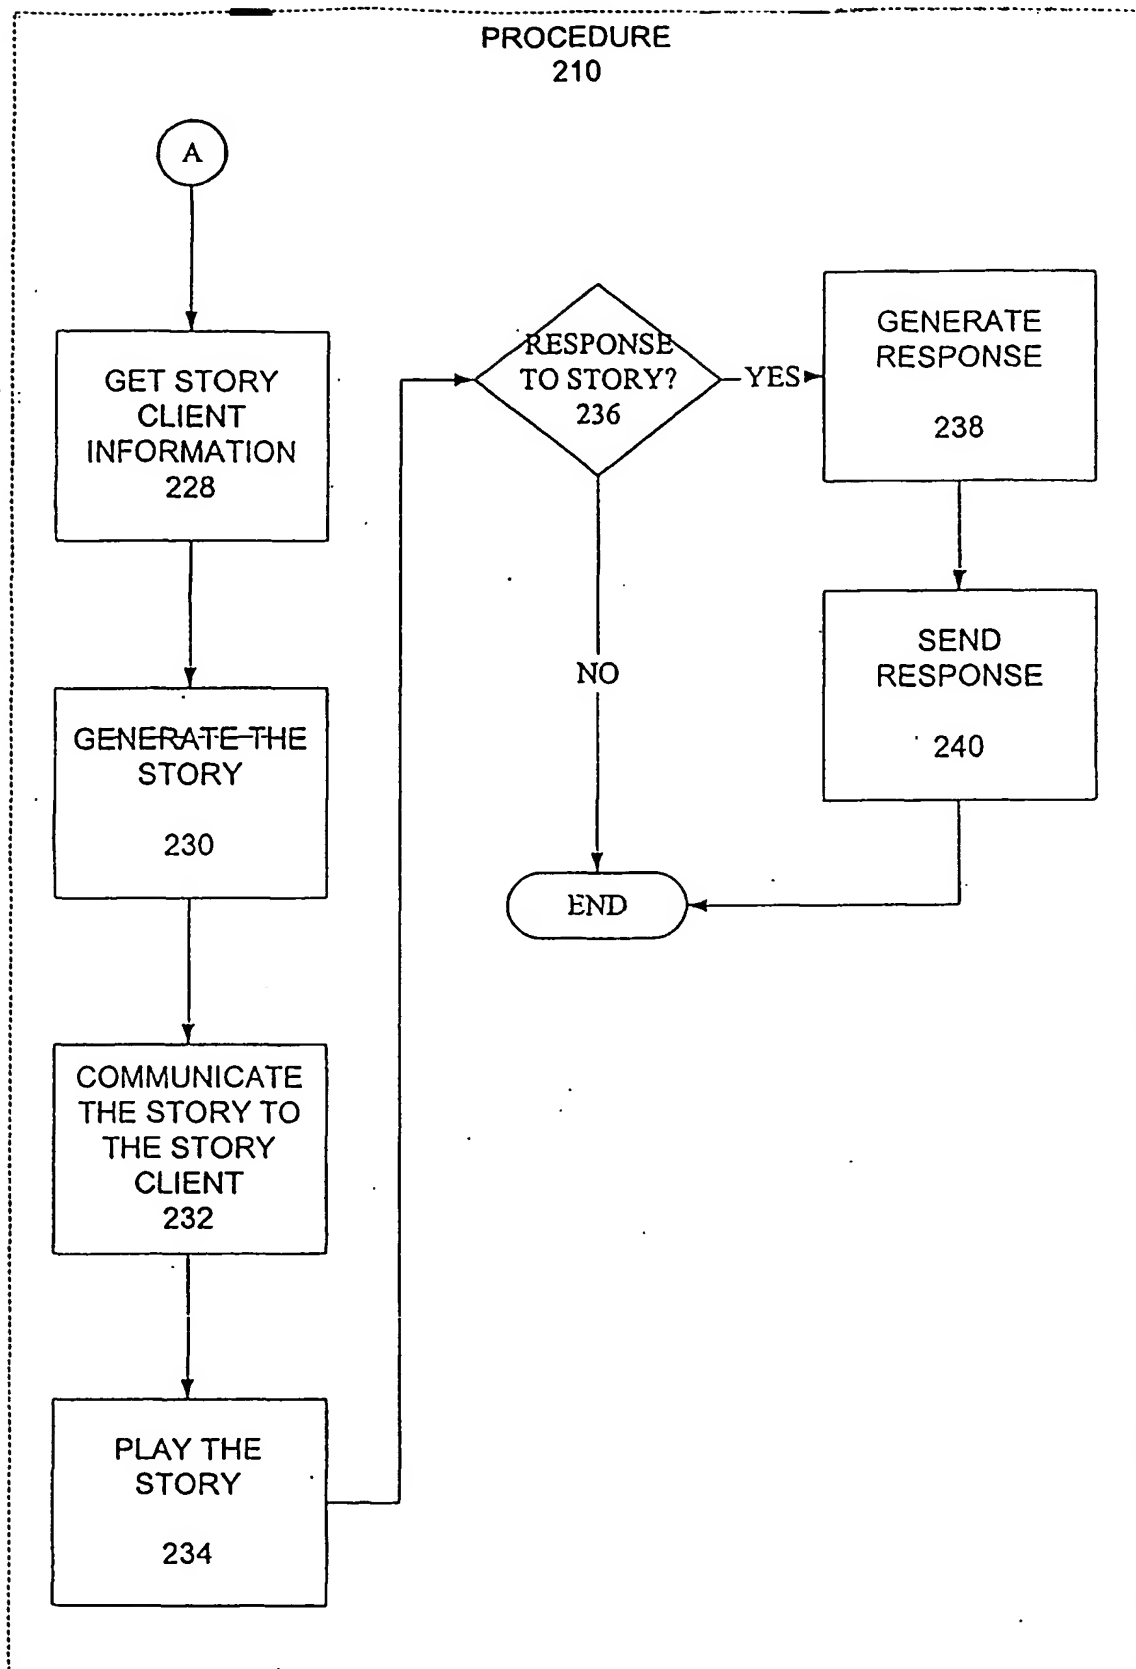 PROCEDURE
210
A
GET STORY
CLIENT
INFORMATION
228
GENERATE THE
STORY
230
COMMUNICATE
THE STORY TO
THE STORY
CLIENT
232
PLAY THE
STORY
234
RESPONSE
TO STORY?
236
YES
NO
GENERATE
RESPONSE
238
SEND
RESPONSE
240
END